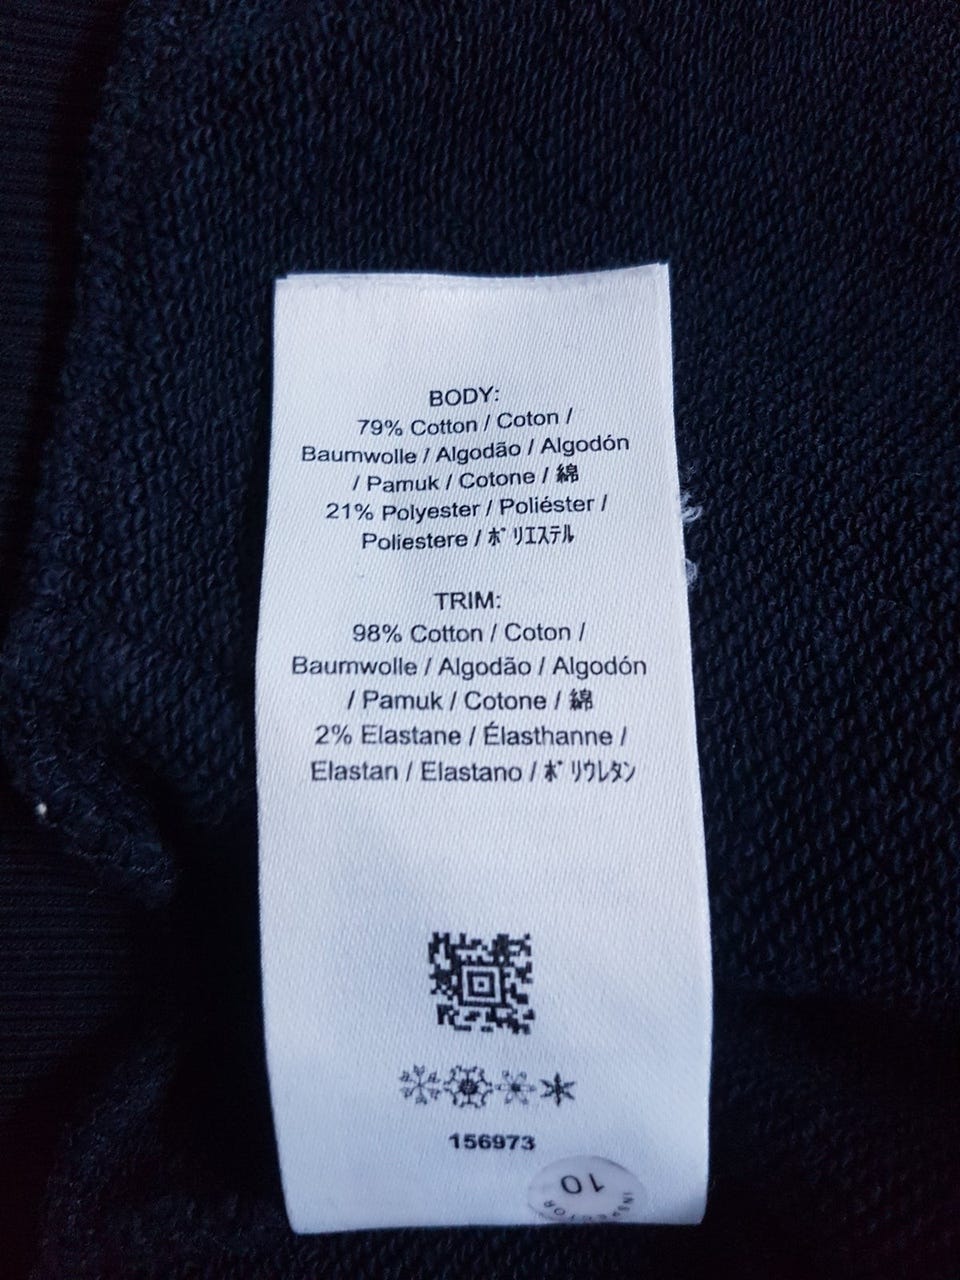 BODY:
79% Cotton / Coton /
Baumwolle / Algodão / Algodón
/ Pamuk / Cotone / 綿
21% Polyester / Poliéster /
Poliestere / ポリエステル
TRIM:
98% Cotton / Coton /
Baumwolle / Algodão / Algodón
/ Pamuk / Cotone / 綿
2% Elastane / Élasthanne /
Elastan / Elastano / ポリウレタン
156973
10
INSPECTOR